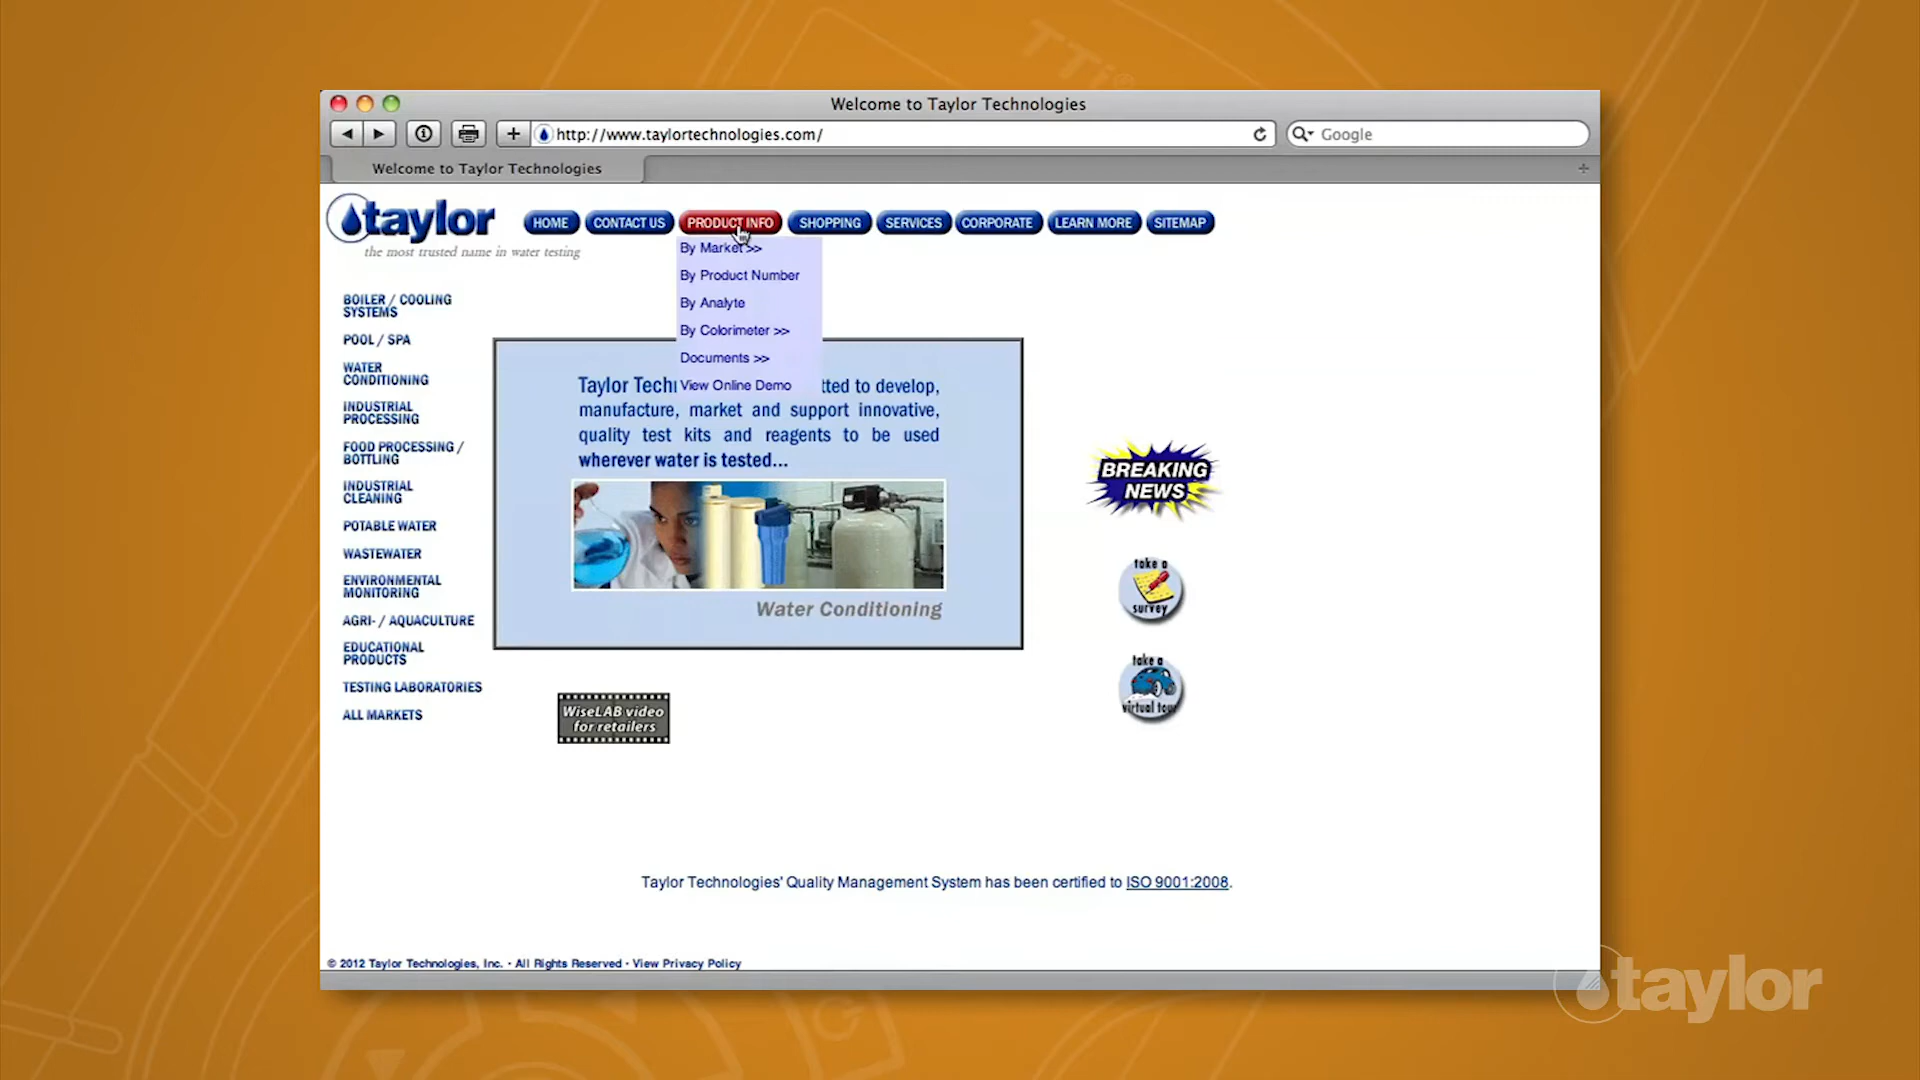 TTi
Welcome to Taylor Technologies
http://www.taylortechnologies.com/
Google
Welcome to Taylor Technologies
taylor
the most trusted name in water testing
HOME
CONTACT US
PRODUCT INFO
SHOPPING
SERVICES
CORPORATE
LEARN MORE
SITEMAP
By Market >>
By Product Number
By Analyte
By Colorimeter >>
Documents >>
View Online Demo
BOILER / COOLING
SYSTEMS
POOL / SPA
WATER
CONDITIONING
INDUSTRIAL
PROCESSING
FOOD PROCESSING /
BOTTLING
INDUSTRIAL
CLEANING
POTABLE WATER
WASTEWATER
ENVIRONMENTAL
MONITORING
AGRI- / AQUACULTURE
EDUCATIONAL
PRODUCTS
TESTING LABORATORIES
ALL MARKETS
Taylor Tech tted to develop,
manufacture, market and support innovative,
quality test kits and reagents to be used
wherever water is tested...
Water Conditioning
BREAKING
NEWS
take a
survey
take a
virtual tour
WiseLAB video
for retailers
Taylor Technologies' Quality Management System has been certified to ISO 9001:2008.
© 2012 Taylor Technologies, Inc. • All Rights Reserved • View Privacy Policy
taylor